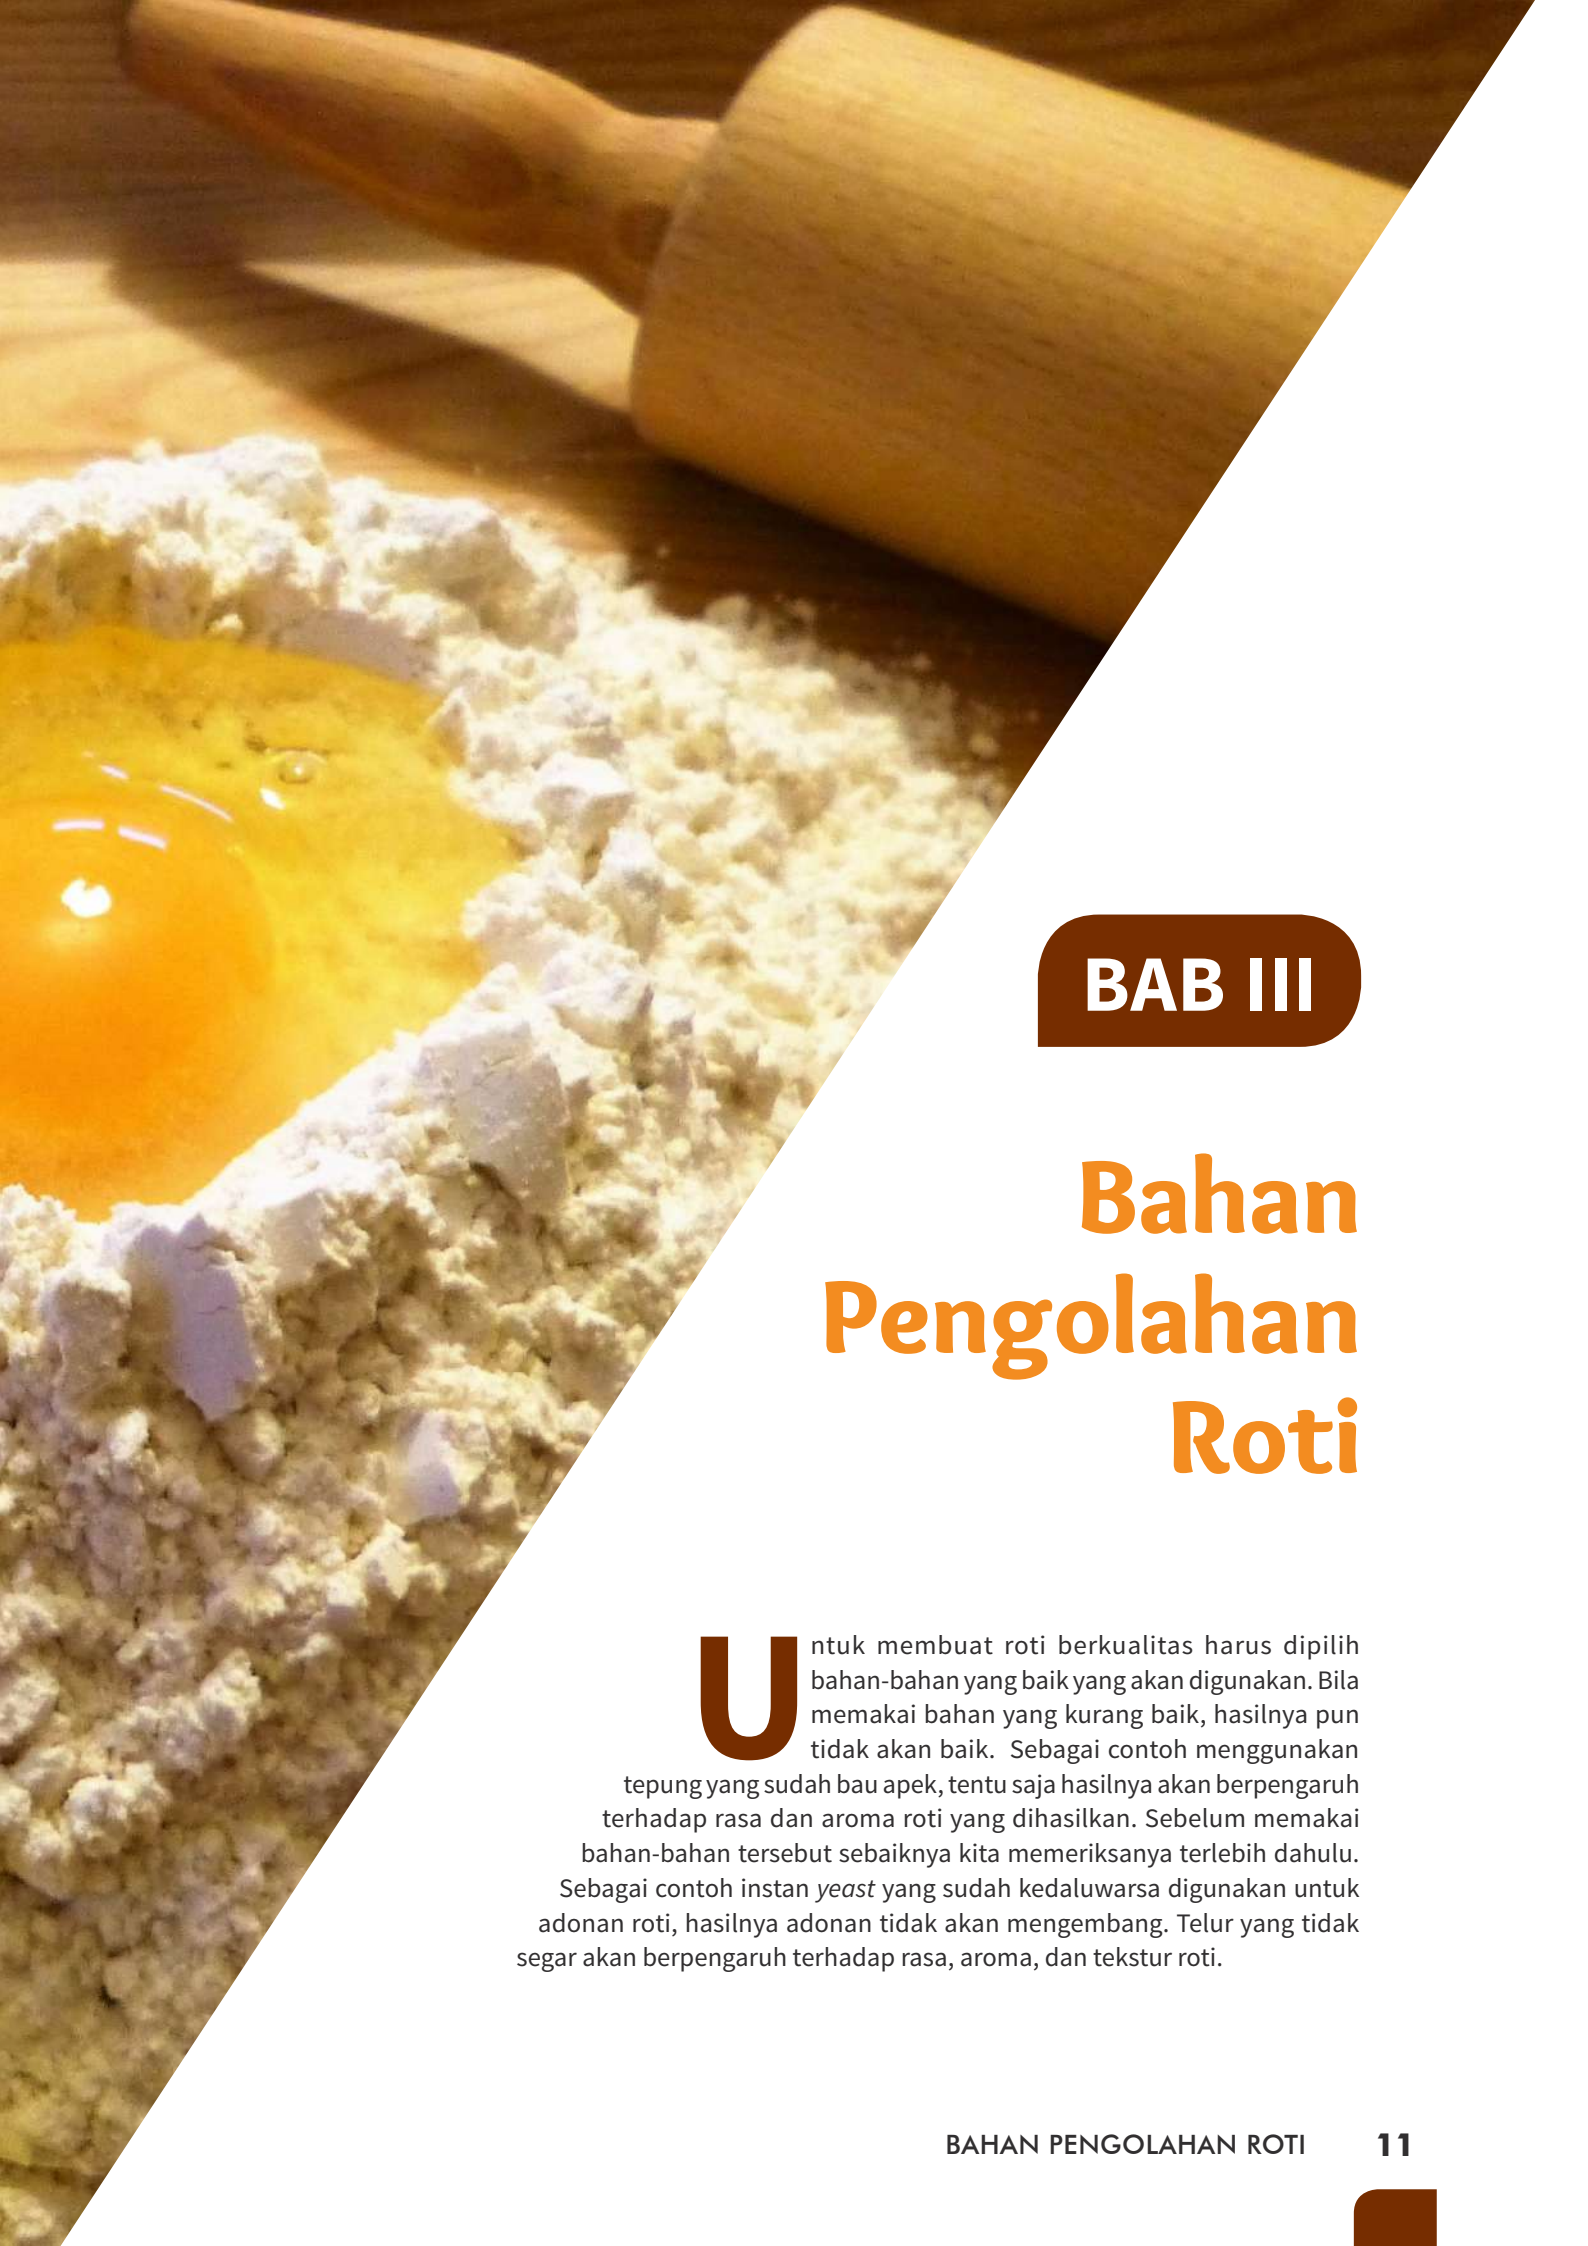 BAB III
Bahan
Pengolahan
Roti
Untuk membuat roti berkualitas harus dipilih
bahan-bahan yang baik yang akan digunakan. Bila
memakai bahan yang kurang baik, hasilnya pun
tidak akan baik. Sebagai contoh menggunakan
tepung yang sudah bau apek, tentu saja hasilnya akan berpengaruh
terhadap rasa dan aroma roti yang dihasilkan. Sebelum memakai
bahan-bahan tersebut sebaiknya kita memeriksanya terlebih dahulu.
Sebagai contoh instan yeast yang sudah kedaluwarsa digunakan untuk
adonan roti, hasilnya adonan tidak akan mengembang. Telur yang tidak
segar akan berpengaruh terhadap rasa, aroma, dan tekstur roti.
BAHAN PENGOLAHAN ROTI 11